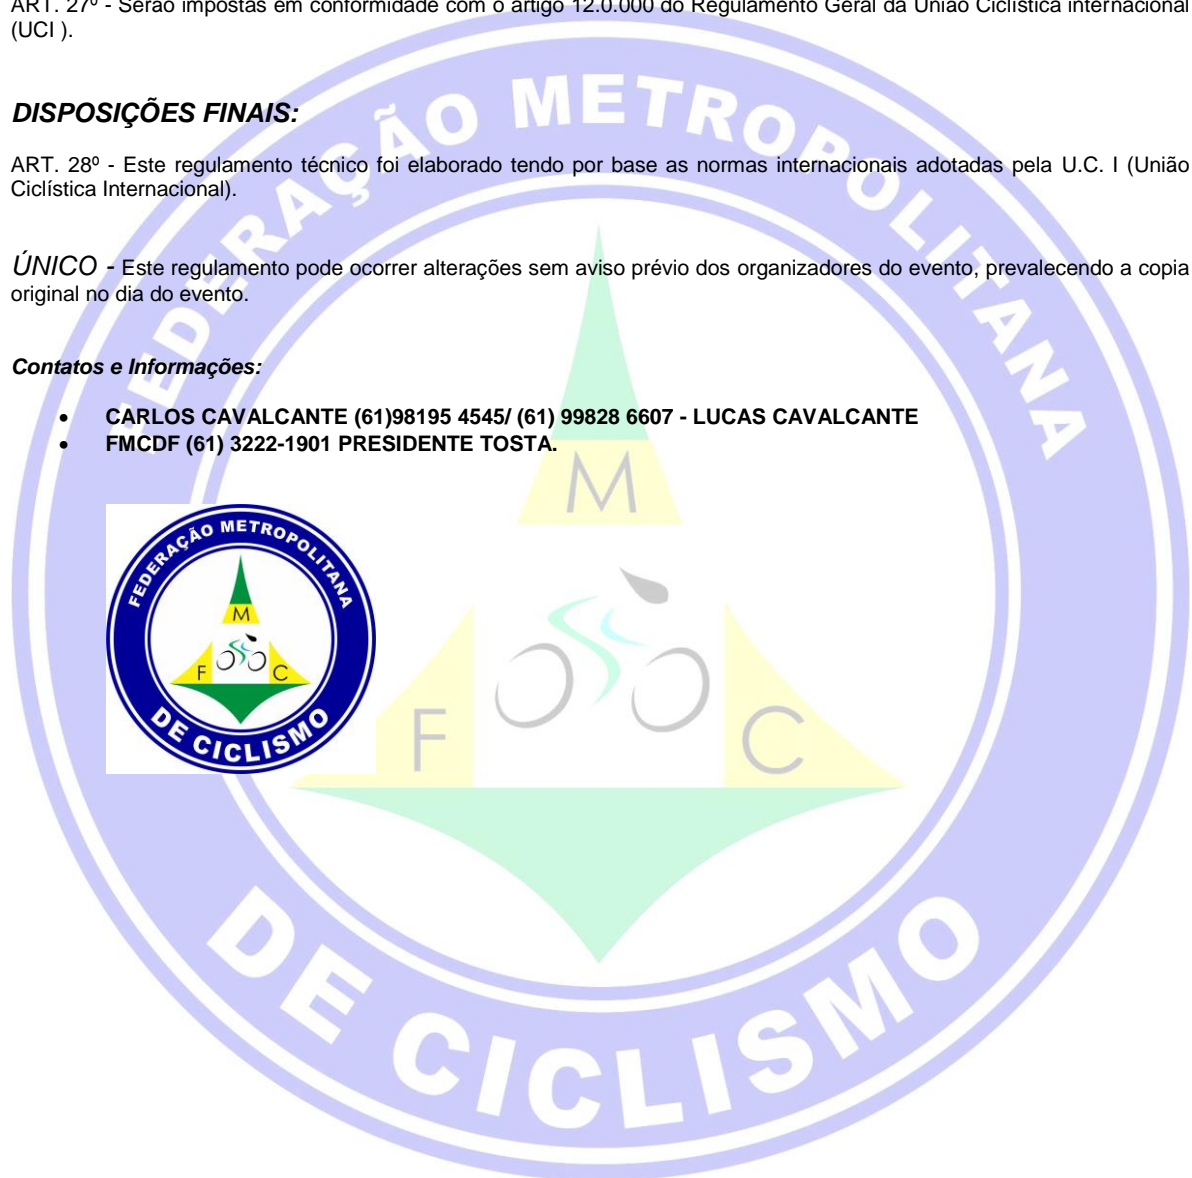 ART. 27º - Serão impostas em conformidade com o artigo 12.0.000 do Regulamento Geral da União Ciclística internacional
(UCI ).
DISPOSIÇÕES FINAIS:
ART. 28º - Este regulamento técnico foi elaborado tendo por base as normas internacionais adotadas pela U.C. I (União
Ciclística Internacional).
ÚNICO - Este regulamento pode ocorrer alterações sem aviso prévio dos organizadores do evento, prevalecendo a copia
original no dia do evento.
Contatos e Informações:
• CARLOS CAVALCANTE (61)98195 4545/ (61) 99828 6607 - LUCAS CAVALCANTE
• FMCDF (61) 3222-1901 PRESIDENTE TOSTA.
FEDERAÇÃO METROPOLITANA
M
F C
DE CICLISMO
FEDERAÇÃO METROPOLITANA
M
F C
DE CICLISMO